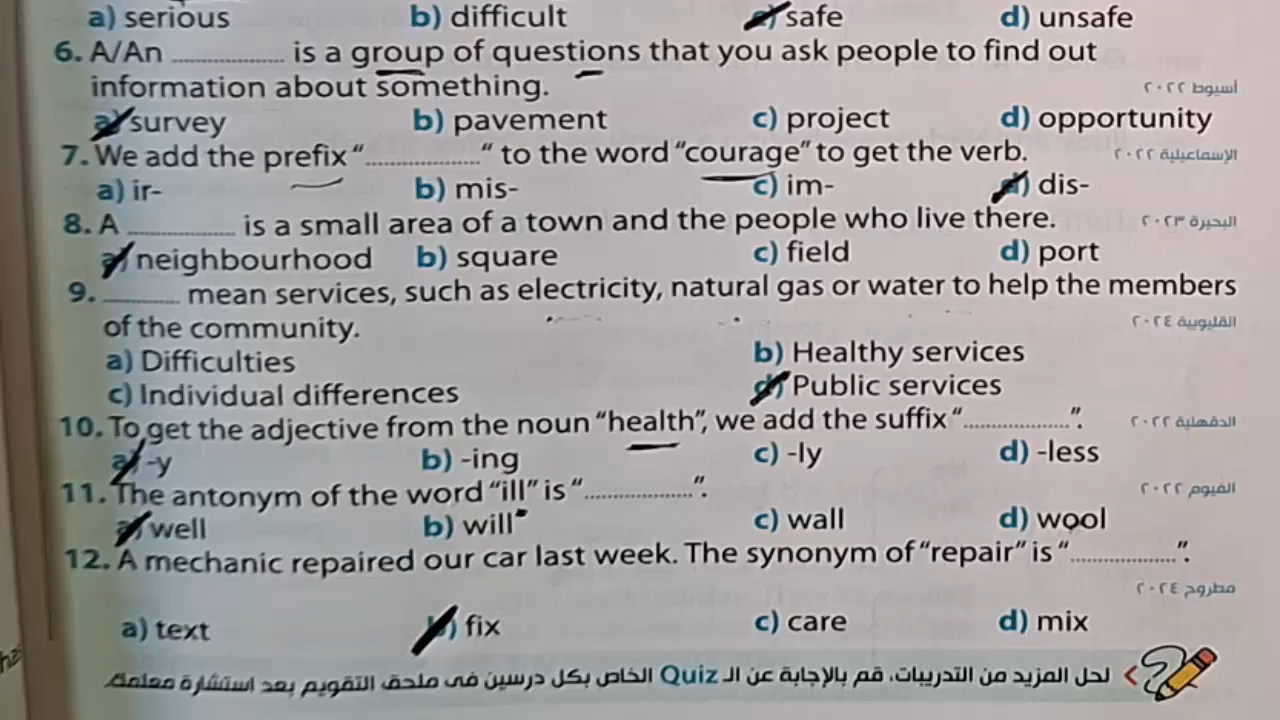 a) serious b) difficult c) safe d) unsafe
6. A/An .................... is a group of questions that you ask people to find out
information about something. أسيوط ٢٠٢٢
a) survey b) pavement c) project d) opportunity
7. We add the prefix “....................“ to the word “courage” to get the verb. الإسماعيلية ٢٠٢٢
a) ir- b) mis- c) im- d) dis-
8. A .................... is a small area of a town and the people who live there. البحيرة ٢٠٢٣
a) neighbourhood b) square c) field d) port
9. .............. mean services, such as electricity, natural gas or water to help the members
of the community. القليوبية ٢٠٢٤
a) Difficulties b) Healthy services
c) Individual differences d) Public services
10. To get the adjective from the noun “health”, we add the suffix “....................”. الدقهلية ٢٠٢٢
a) -y b) -ing c) -ly d) -less
11. The antonym of the word “ill” is “....................”. الفيوم ٢٠٢٢
a) well b) will c) wall d) wool
12. A mechanic repaired our car last week. The synonym of “repair” is “....................”.
مطروح ٢٠٢٤
a) text b) fix c) care d) mix
لحل المزيد من التدريبات، قم بالإجابة عن الـ Quiz الخاص بكل درسين فى ملحق التقويم بعد استشارة معلمك